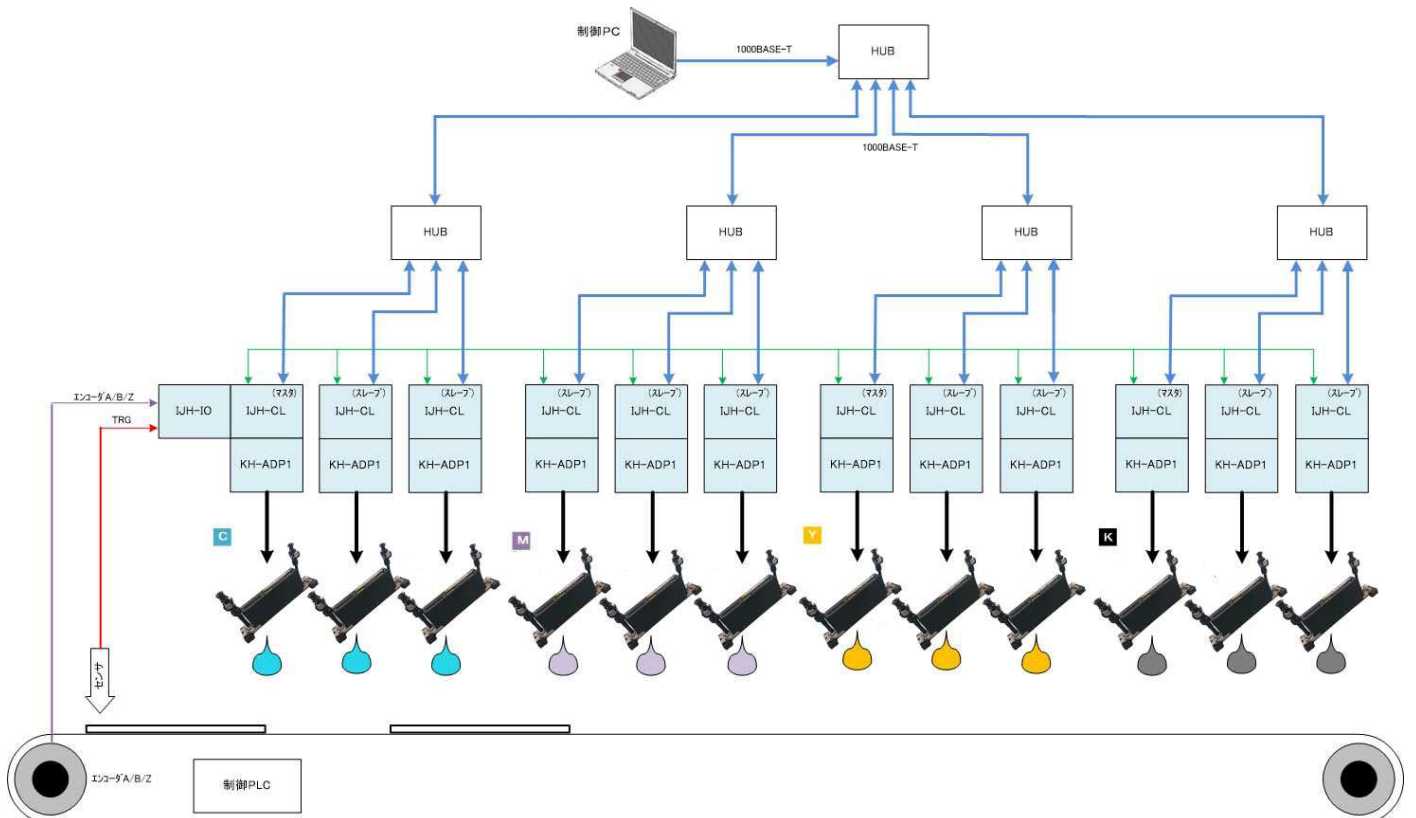 制御PC
1000BASE-T
HUB
1000BASE-T
HUB
HUB
HUB
HUB
エンコーダA/B/Z
TRG
IJH-IO
(マスタ)
IJH-CL
KH-ADP1
(スレーブ)
IJH-CL
KH-ADP1
(スレーブ)
IJH-CL
KH-ADP1
(スレーブ)
IJH-CL
KH-ADP1
(スレーブ)
IJH-CL
KH-ADP1
(スレーブ)
IJH-CL
KH-ADP1
(マスタ)
IJH-CL
KH-ADP1
(スレーブ)
IJH-CL
KH-ADP1
(スレーブ)
IJH-CL
KH-ADP1
(マスタ)
IJH-CL
KH-ADP1
(スレーブ)
IJH-CL
KH-ADP1
(スレーブ)
IJH-CL
KH-ADP1
C
M
Y
K
センサ
エンコーダA/B/Z
制御PLC